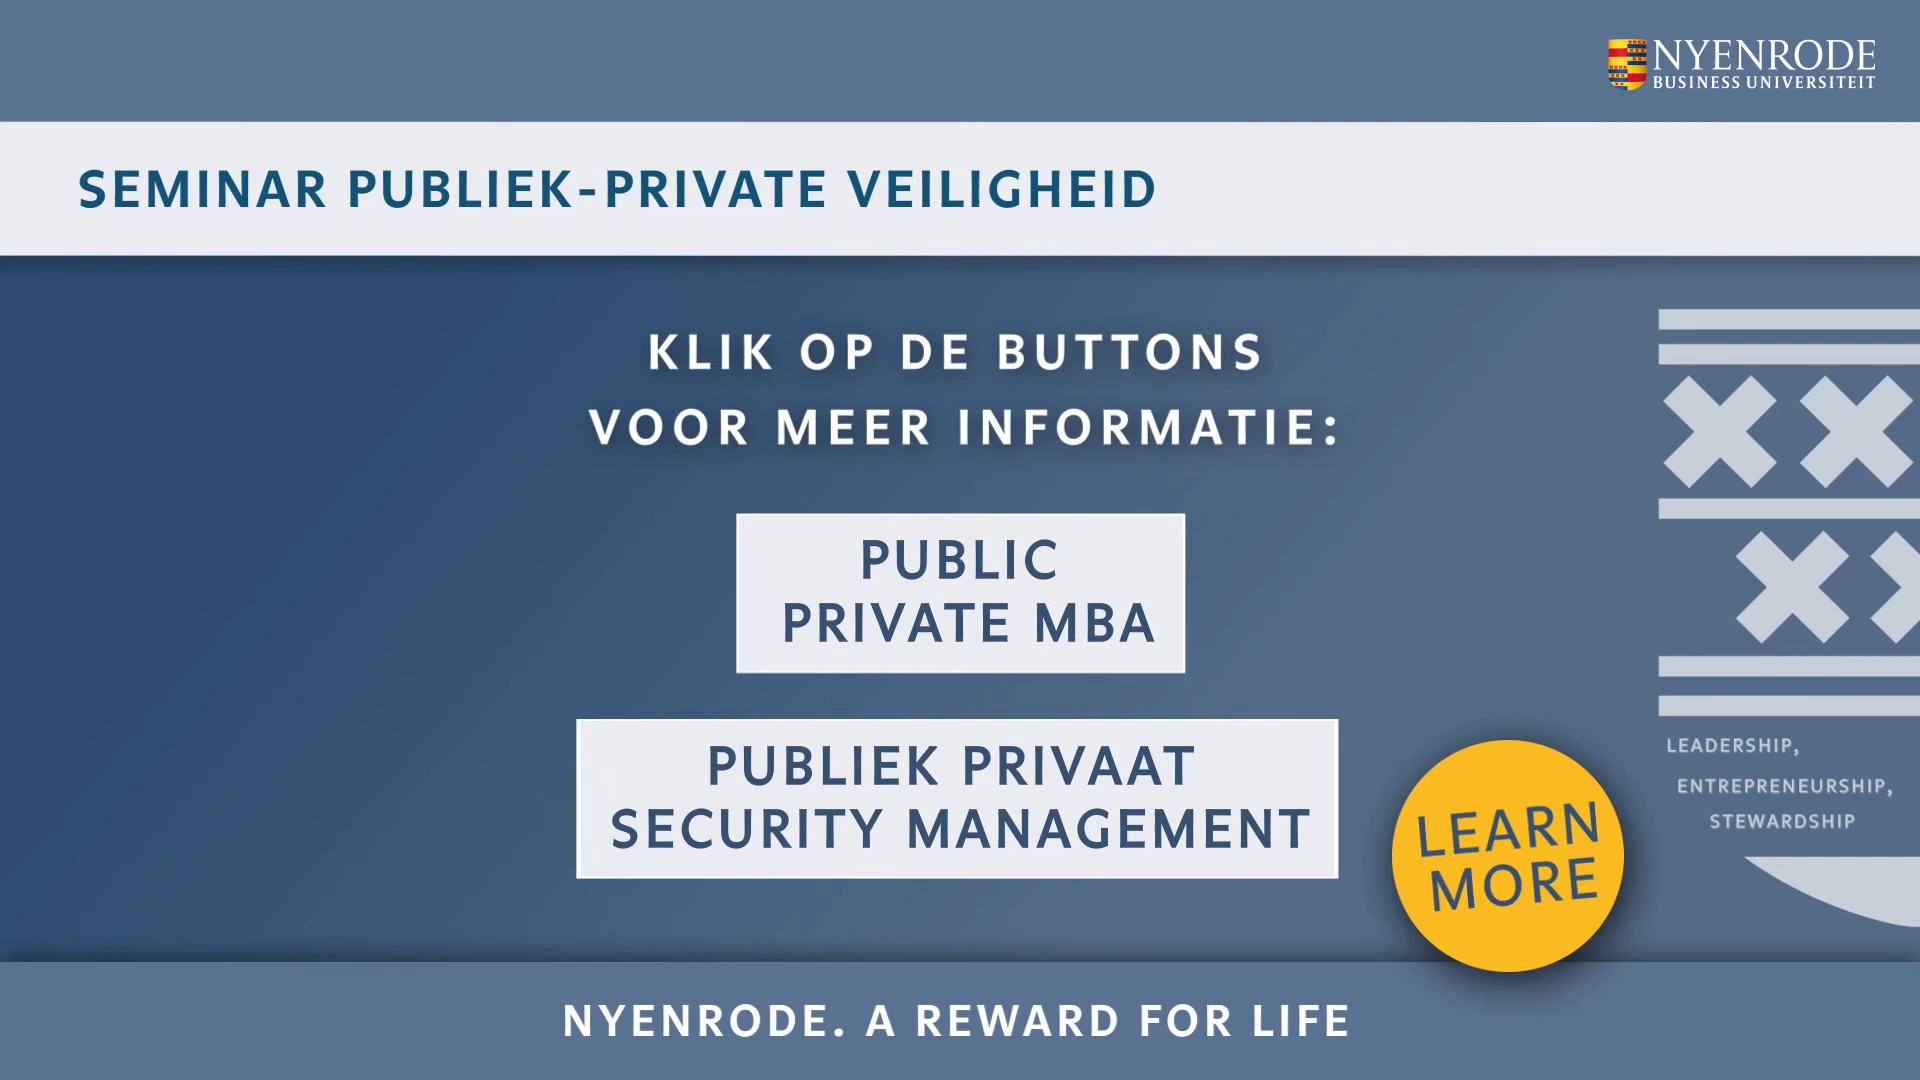 NYENRODE
BUSINESS UNIVERSITEIT
SEMINAR PUBLIEK-PRIVATE VEILIGHEID
KLIK OP DE BUTTONS
VOOR MEER INFORMATIE:
PUBLIC
PRIVATE MBA
PUBLIEK PRIVAAT
SECURITY MANAGEMENT
LEARN
MORE
LEADERSHIP,
ENTREPRENEURSHIP,
STEWARDSHIP
NYENRODE. A REWARD FOR LIFE